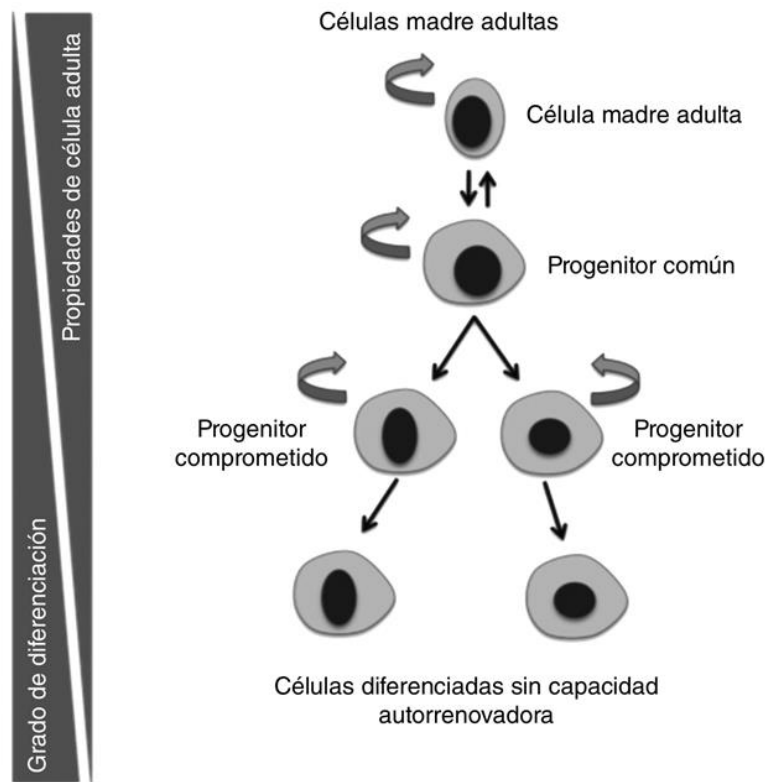 Células madre adultas
Propiedades de célula adulta
Célula madre adulta
Progenitor común
Progenitor
comprometido
Progenitor
comprometido
Grado de diferenciación
Células diferenciadas sin capacidad
autorrenovadora